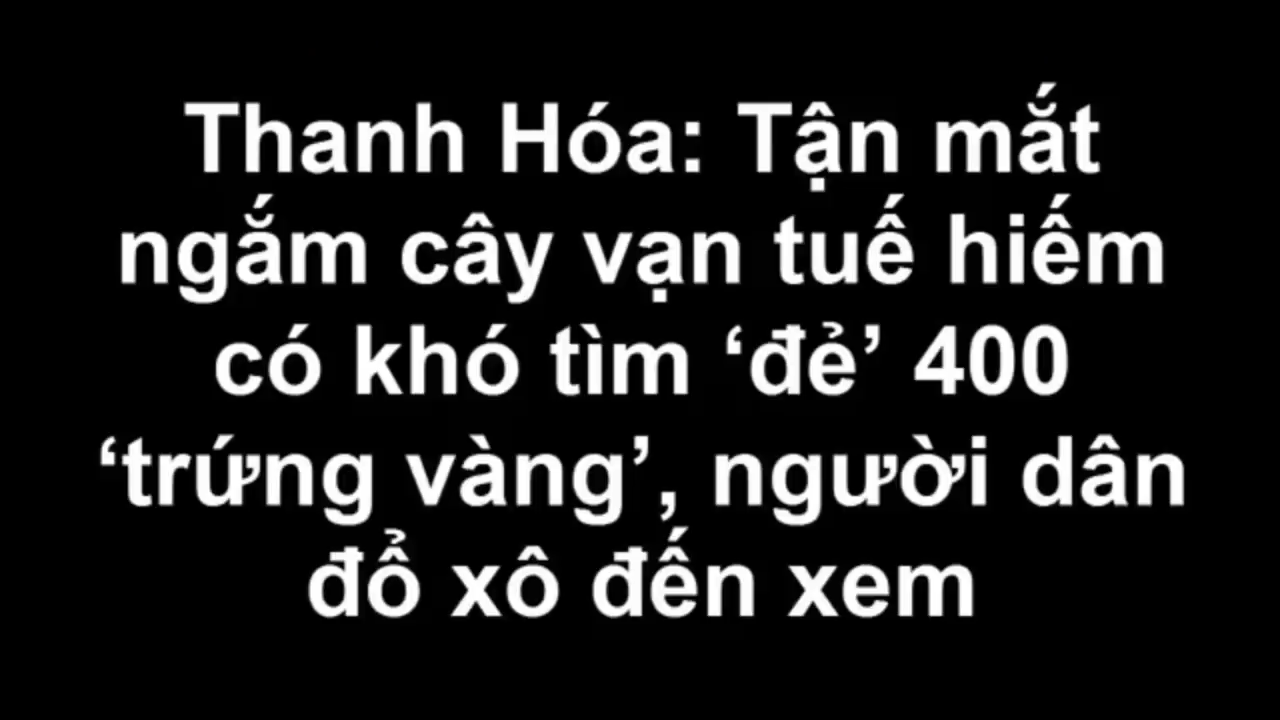 Thanh Hóa: Tận mắt
ngắm cây vạn tuế hiếm
có khó tìm ‘đẻ’ 400
‘trứng vàng’, người dân
đổ xô đến xem